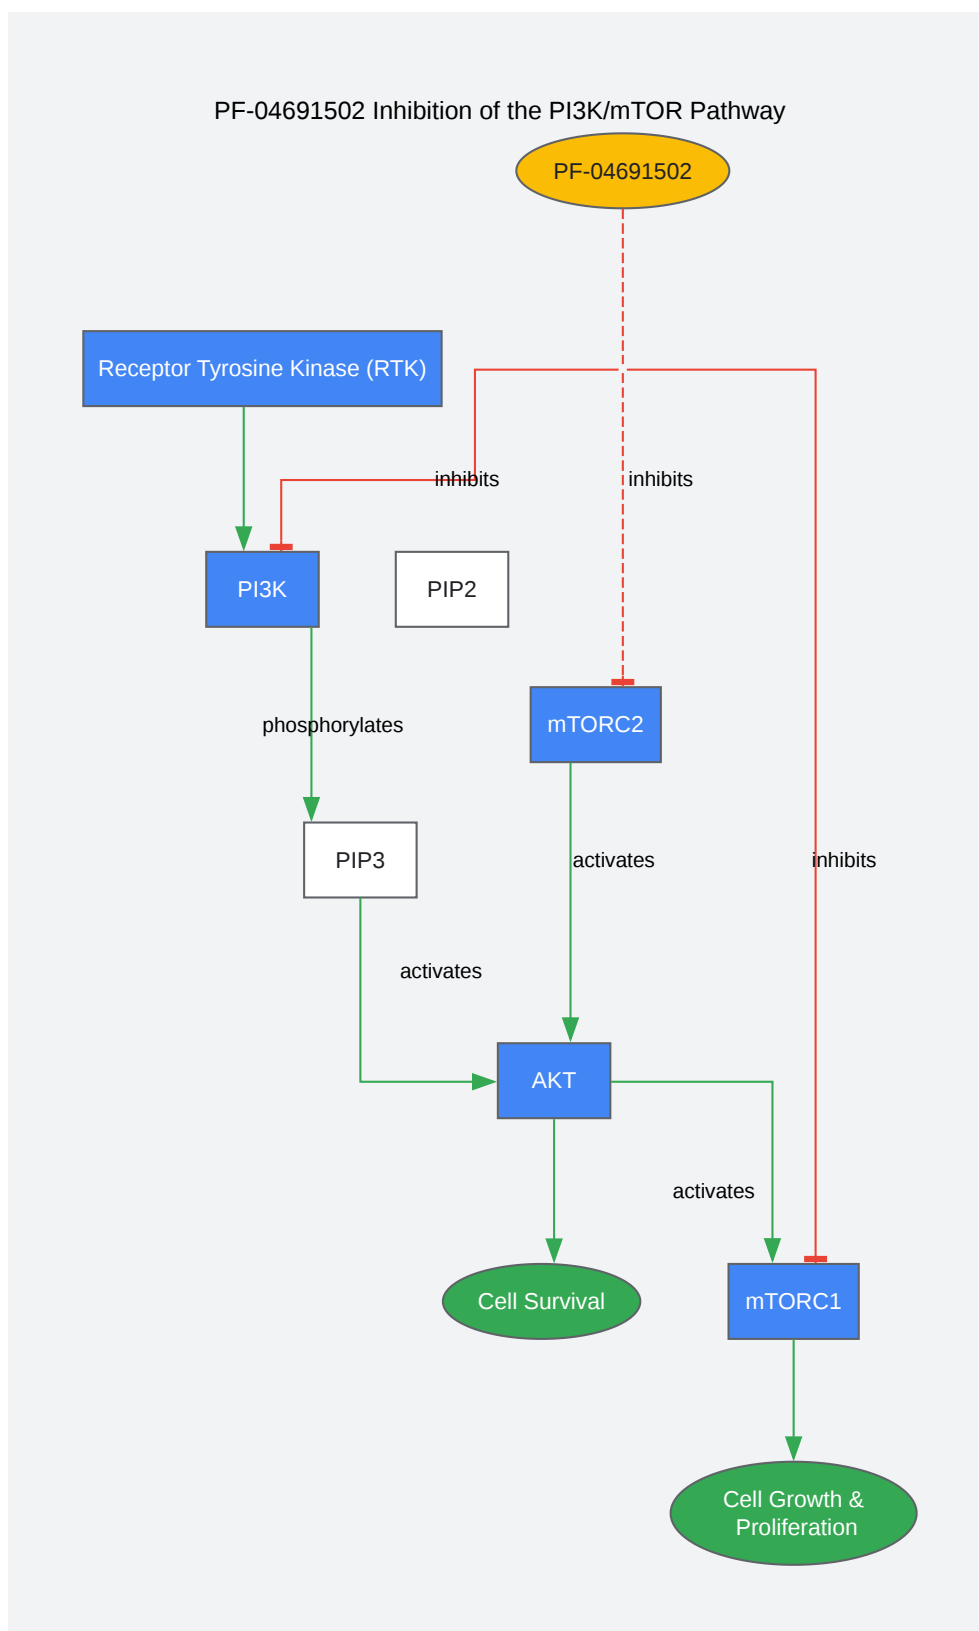 PF-04691502 Inhibition of the PI3K/mTOR Pathway
PF-04691502
Receptor Tyrosine Kinase (RTK)
inhibits
inhibits
PI3K
PIP2
phosphorylates
mTORC2
PIP3
activates
inhibits
activates
AKT
activates
Cell Survival
mTORC1
Cell Growth &
Proliferation